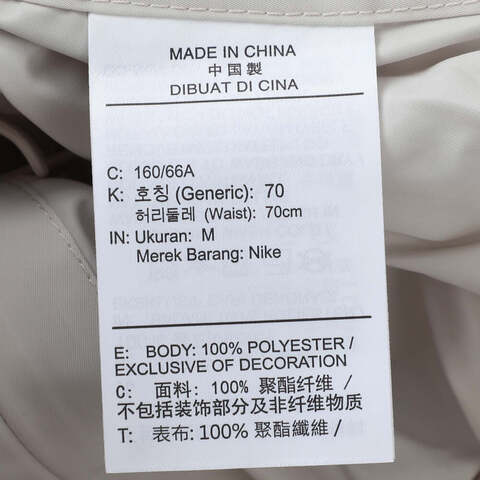 MADE IN CHINA
中国製
DIBUAT DI CINA
C: 160/66A
K: 호칭 (Generic): 70
허리둘레 (Waist): 70cm
IN: Ukuran: M
Merek Barang: Nike
E: BODY: 100% POLYESTER /
EXCLUSIVE OF DECORATION
C: 面料: 100% 聚酯纤维 /
不包括装饰部分及非纤维物质
T: 表布: 100% 聚酯纖維 /